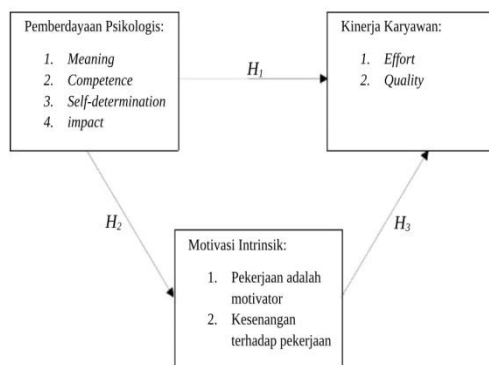 Pemberdayaan Psikologis:
1. Meaning
2. Competence
3. Self-determination
4. impact
H1
Kinerja Karyawan:
1. Effort
2. Quality
H2
H3
Motivasi Intrinsik:
1. Pekerjaan adalah
motivator
2. Kesenangan
terhadap pekerjaan